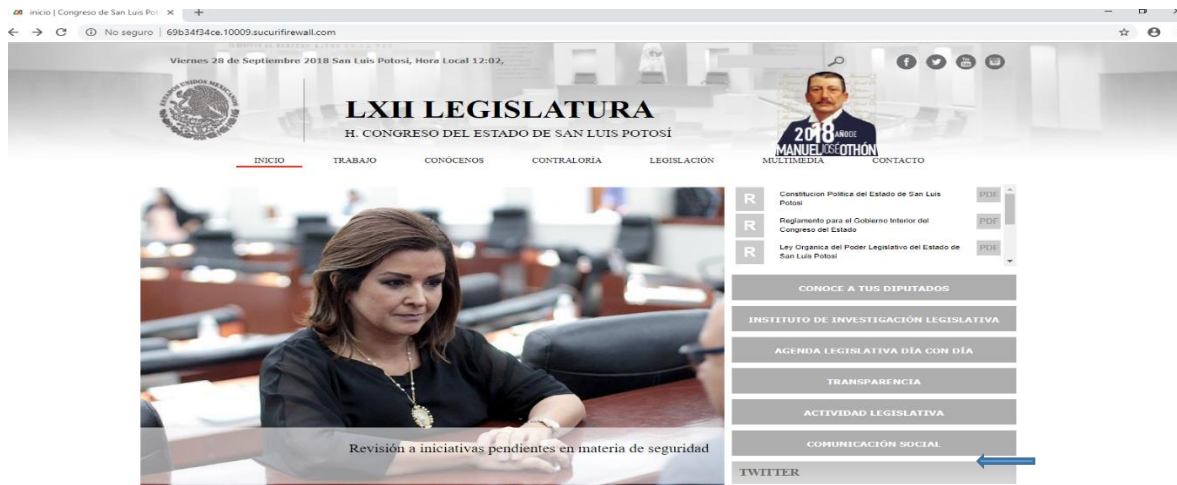 inicio | Congreso de San Luis Pot
No seguro | 69b34f34ce.10009.sucurifirewall.com
Viernes 28 de Septiembre 2018 San Luis Potosi, Hora Local 12:02,
ESTADOS UNIDOS MEXICANOS
LXII LEGISLATURA
H. CONGRESO DEL ESTADO DE SAN LUIS POTOSÍ
2018 AÑO DE
MANUEL JOSÉ OTHÓN
INICIO TRABAJO CONÓCENOS CONTRALORÍA LEGISLACIÓN MULTIMEDIA CONTACTO
R Constitucion Politica del Estado de San Luis PDF
Potosi
R Reglamento para el Gobierno Interior del PDF
Congreso del Estado
R Ley Organica del Poder Legislativo del Estado de PDF
San Luis Potosi
CONOCE A TUS DIPUTADOS
INSTITUTO DE INVESTIGACIÓN LEGISLATIVA
AGENDA LEGISLATIVA DÍA CON DÍA
TRANSPARENCIA
ACTIVIDAD LEGISLATIVA
COMUNICACIÓN SOCIAL
Revisión a iniciativas pendientes en materia de seguridad
TWITTER